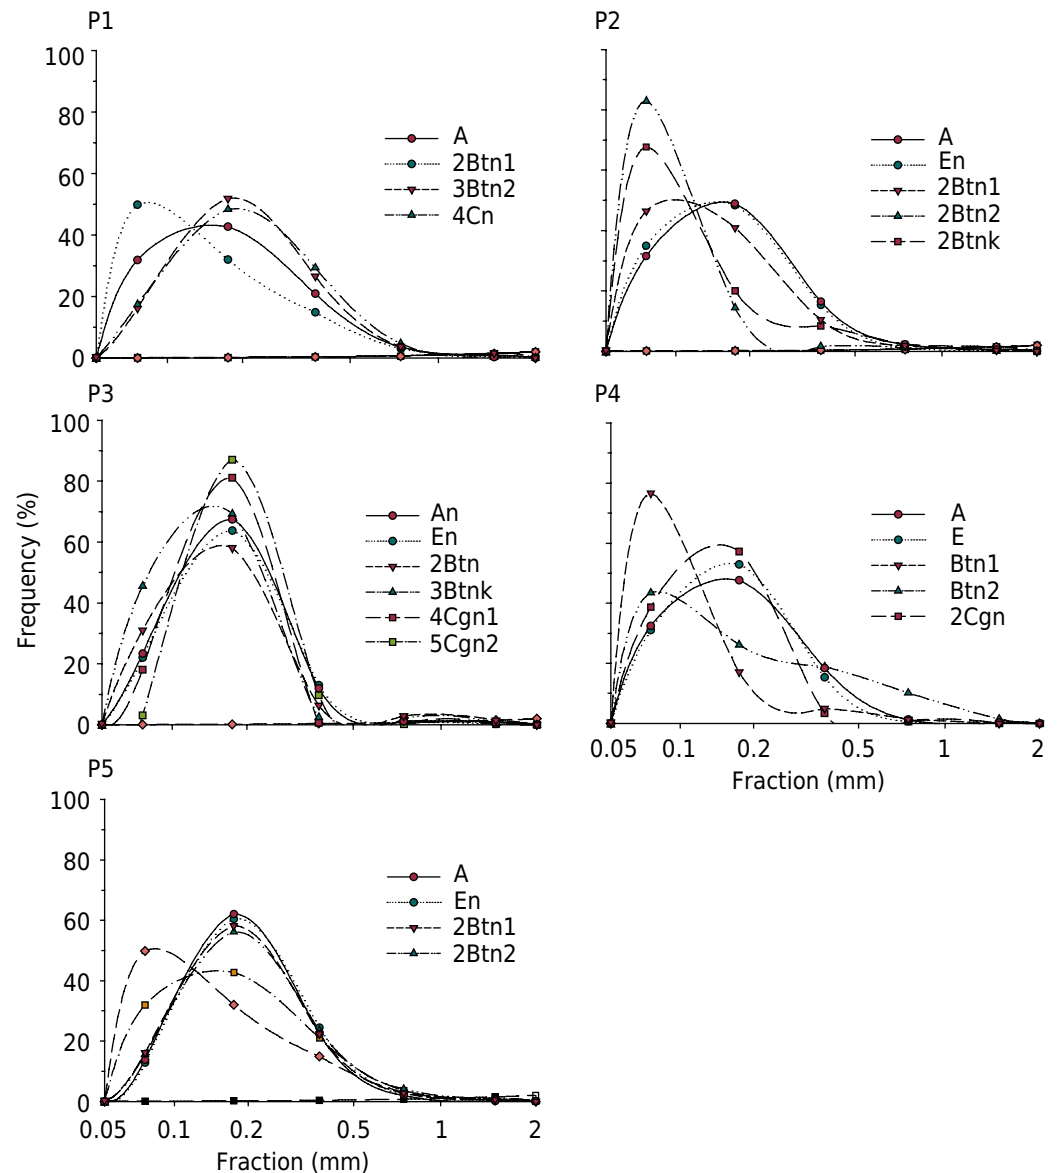 P1
100
80
60
40
20
0
A
2Btn1
3Btn2
4Cn
P2
A
En
2Btn1
2Btn2
2Btnk
P3
100
80
60
40
20
0
Frequency (%)
An
En
2Btn
3Btnk
4Cgn1
5Cgn2
P4
A
E
Btn1
Btn2
2Cgn
0.05 0.1 0.2 0.5 1 2
Fraction (mm)
P5
100
80
60
40
20
0
A
En
2Btn1
2Btn2
0.05 0.1 0.2 0.5 1 2
Fraction (mm)